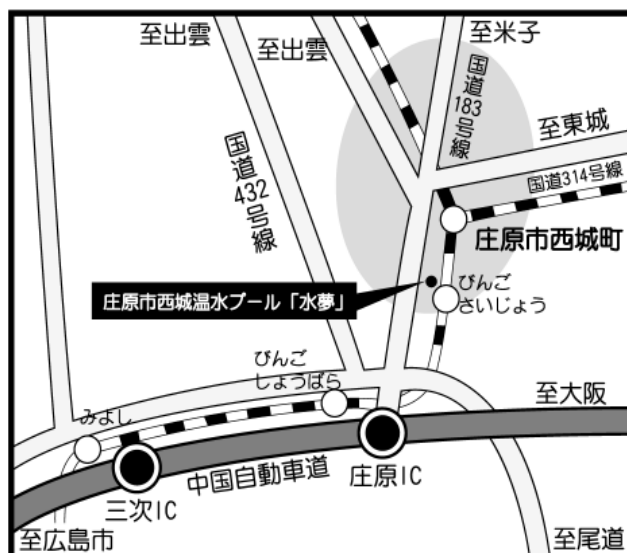 至出雲
至出雲
至米子
国道183号線
至東城
国道432号線
国道314号線
庄原市西城町
庄原市西城温水プール「水夢」
びんご
さいじょう
びんご
しょうばら
みよし
至大阪
中国自動車道
庄原IC
三次IC
至広島市
至尾道